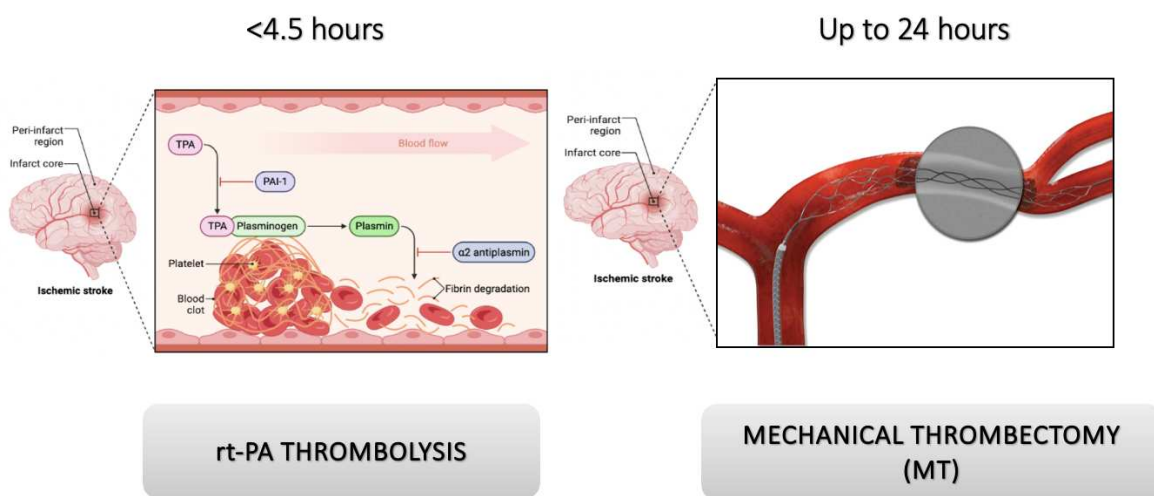 <4.5 hours
Up to 24 hours
Peri-infarct
region
Infarct core
Ischemic stroke
TPA
Blood flow
PAI-1
TPA
Plasminogen
Plasmin
α2 antiplasmin
Platelet
Blood
clot
Fibrin degradation
Peri-infarct
region
Infarct core
Ischemic stroke
rt-PA THROMBOLYSIS
MECHANICAL THROMBECTOMY
(MT)